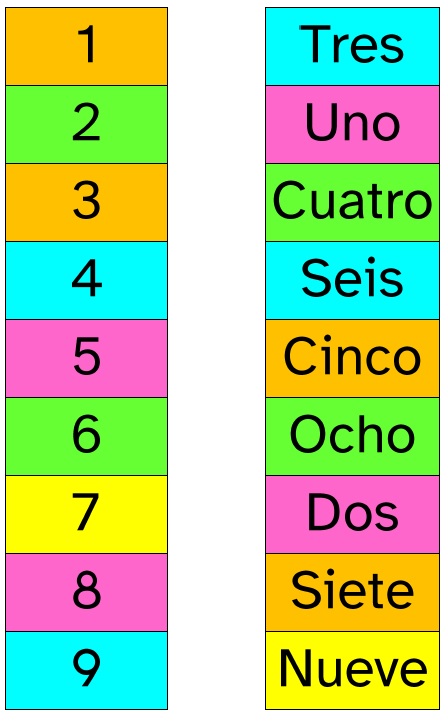 1 Tres
2 Uno
3 Cuatro
4 Seis
5 Cinco
6 Ocho
7 Dos
8 Siete
9 Nueve